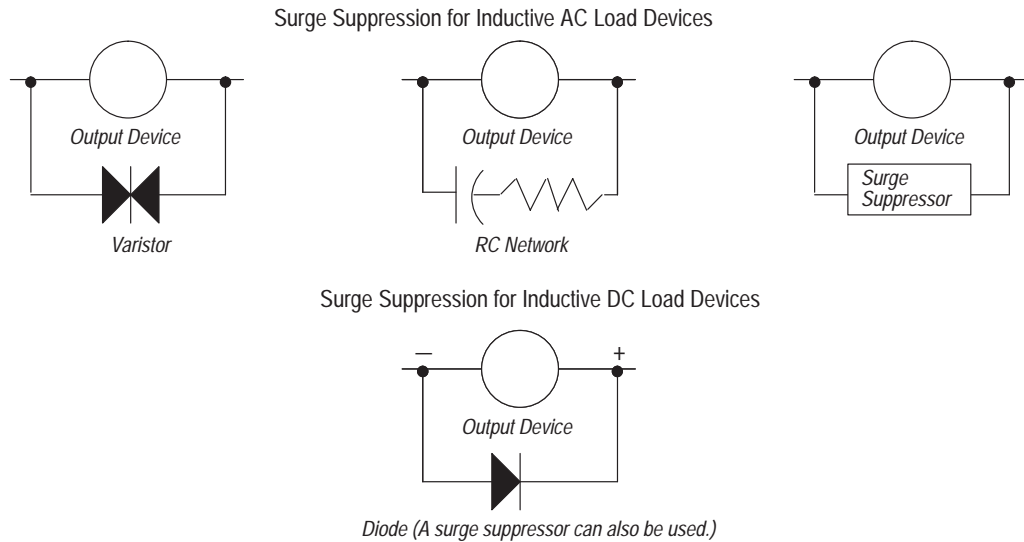 Surge Suppression for Inductive AC Load Devices
Output Device
Output Device
Output Device
Surge
Suppressor
Varistor
RC Network
Surge Suppression for Inductive DC Load Devices
— +
Output Device
Diode (A surge suppressor can also be used.)